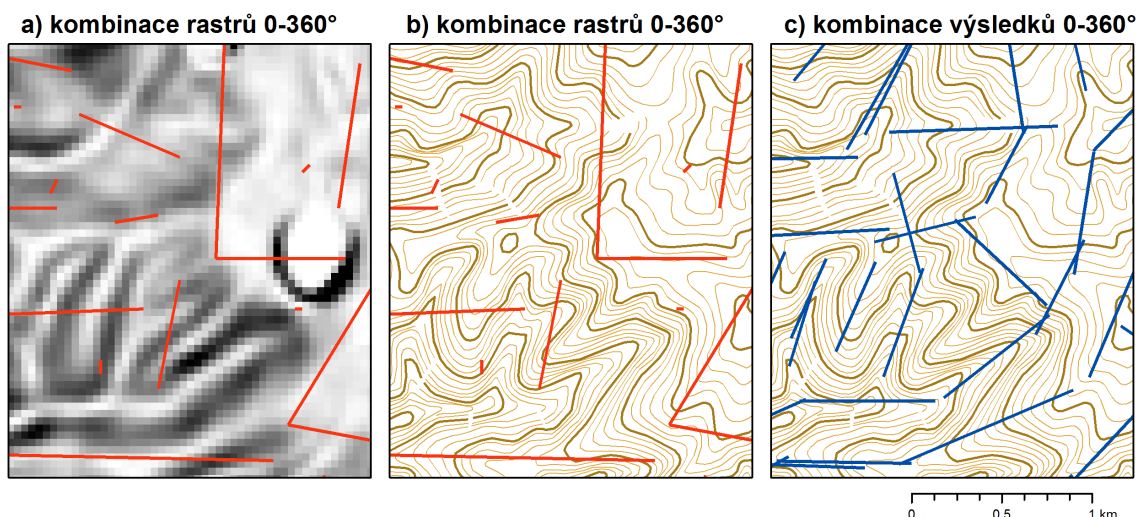 a) kombinace rastrů 0-360°
b) kombinace rastrů 0-360°
c) kombinace výsledků 0-360°
0 0.5 1 km